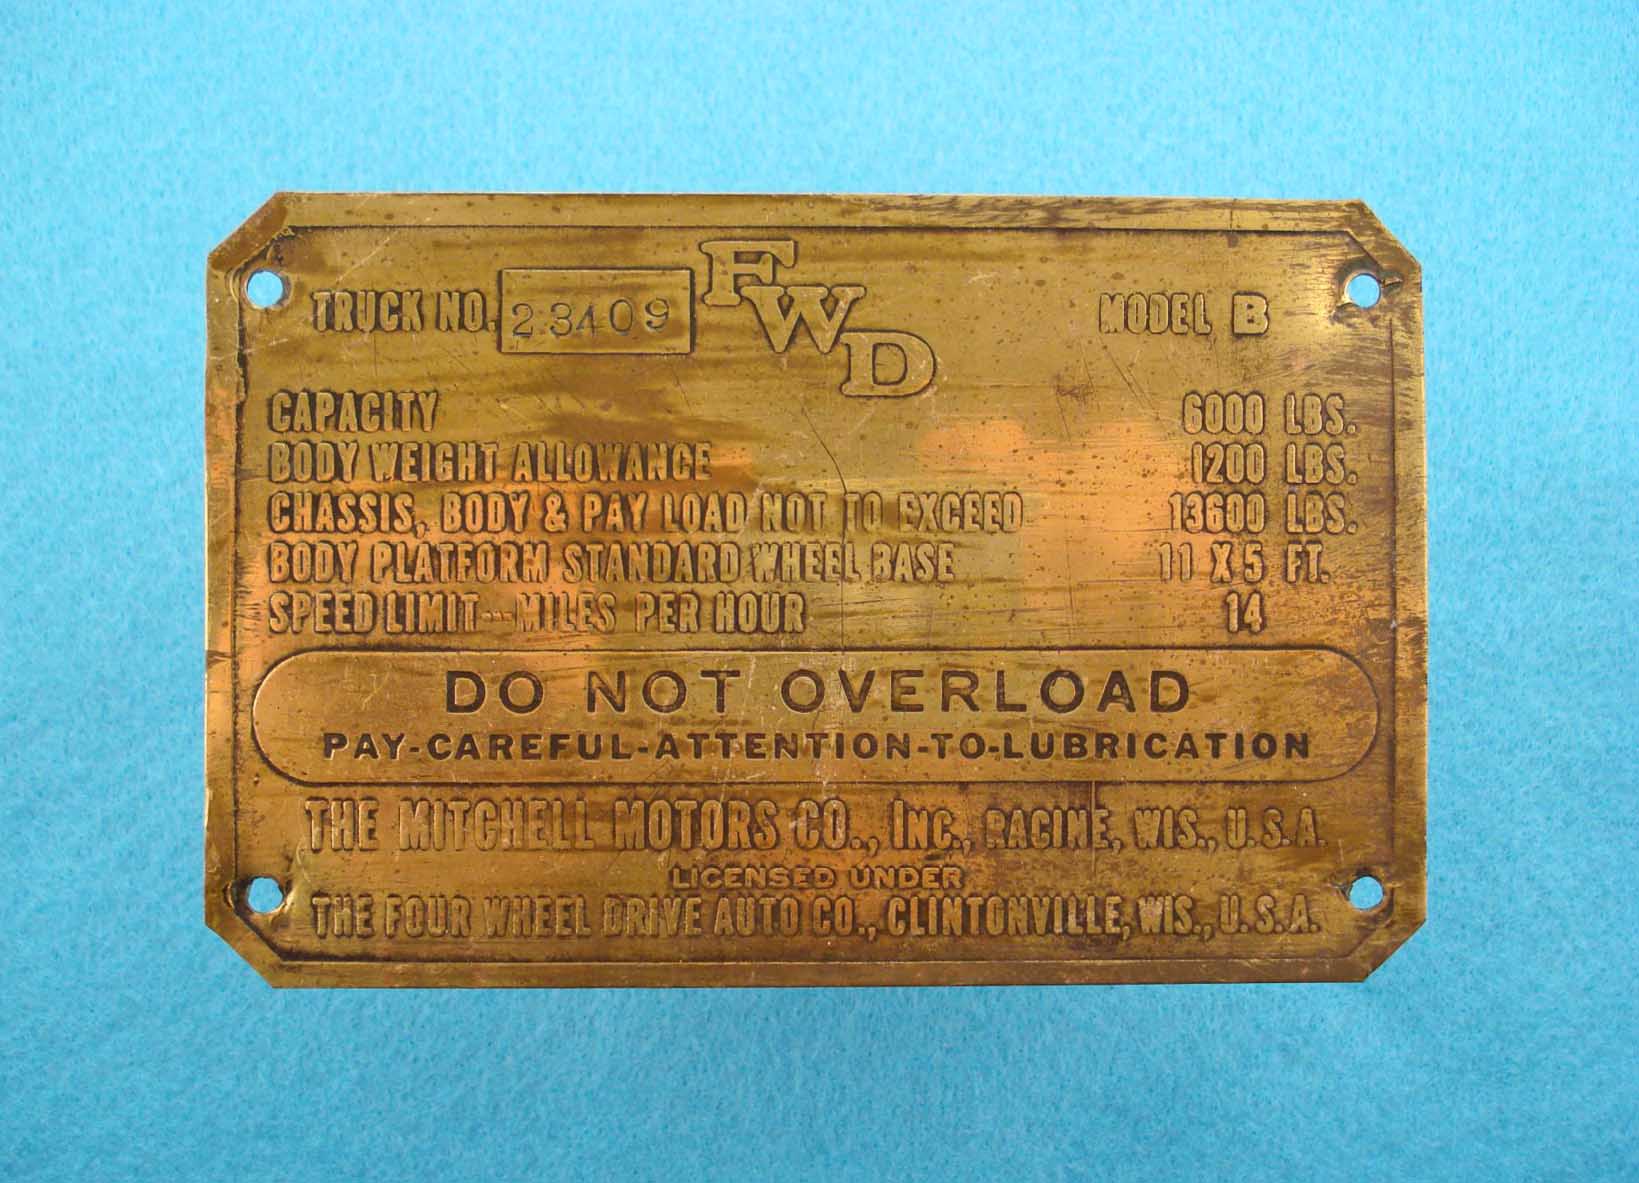 TRUCK NO. 23409 FWD MODEL B
CAPACITY 6000 LBS.
BODY WEIGHT ALLOWANCE 1200 LBS.
CHASSIS, BODY & PAY LOAD NOT TO EXCEED 13600 LBS.
BODY PLATFORM STANDARD WHEEL BASE 11 X 5 FT.
SPEED LIMIT---MILES PER HOUR 14
DO NOT OVERLOAD
PAY-CAREFUL-ATTENTION-TO-LUBRICATION
THE MITCHELL MOTORS CO., INC., RACINE, WIS., U.S.A.
LICENSED UNDER
THE FOUR WHEEL DRIVE AUTO CO., CLINTONVILLE, WIS., U.S.A.